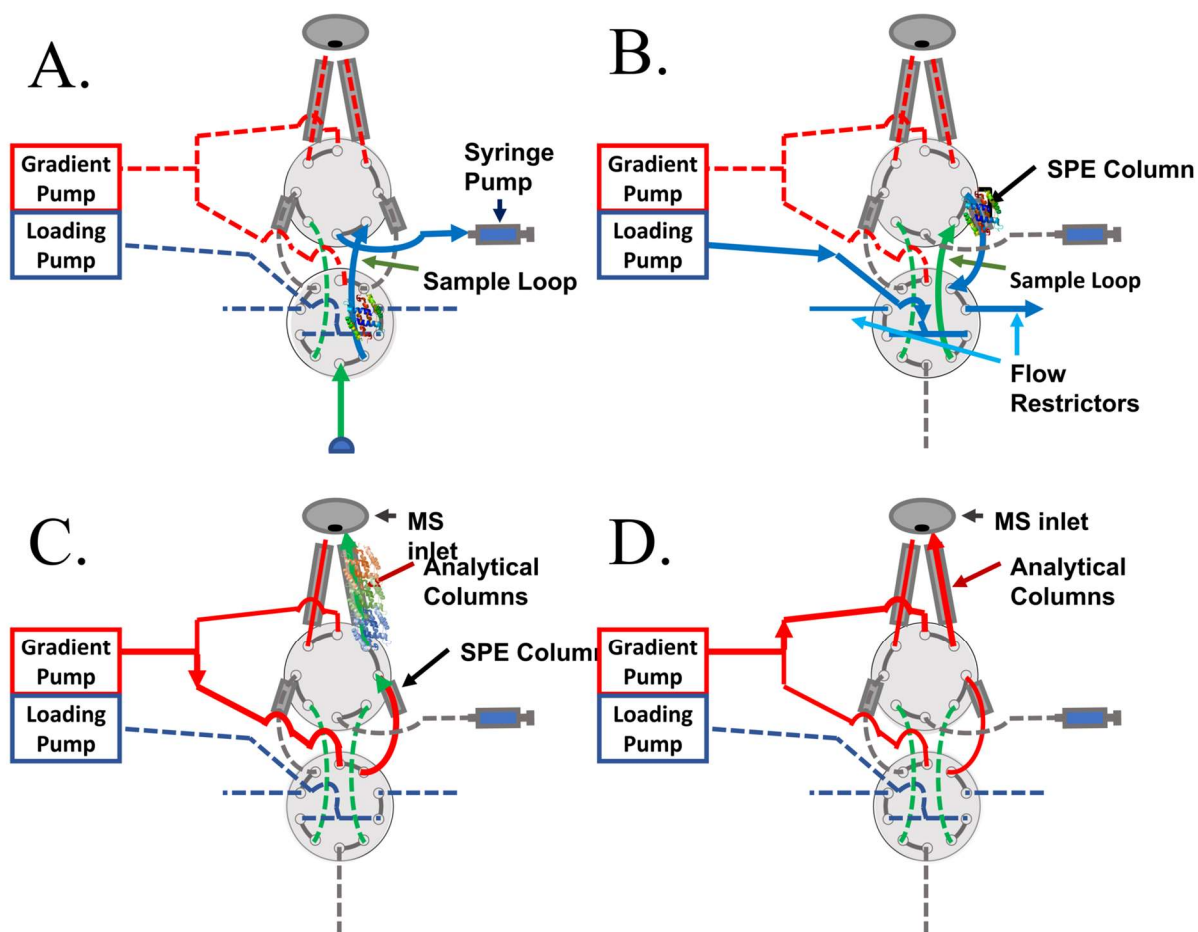 A.
Gradient
Pump
Loading
Pump
Syringe
Pump
Sample Loop
B.
Gradient
Pump
Loading
Pump
SPE Column
Sample Loop
Flow
Restrictors
C.
MS
inlet
Analytical
Columns
Gradient
Pump
Loading
Pump
SPE Colum
D.
MS inlet
Analytical
Columns
Gradient
Pump
Loading
Pump